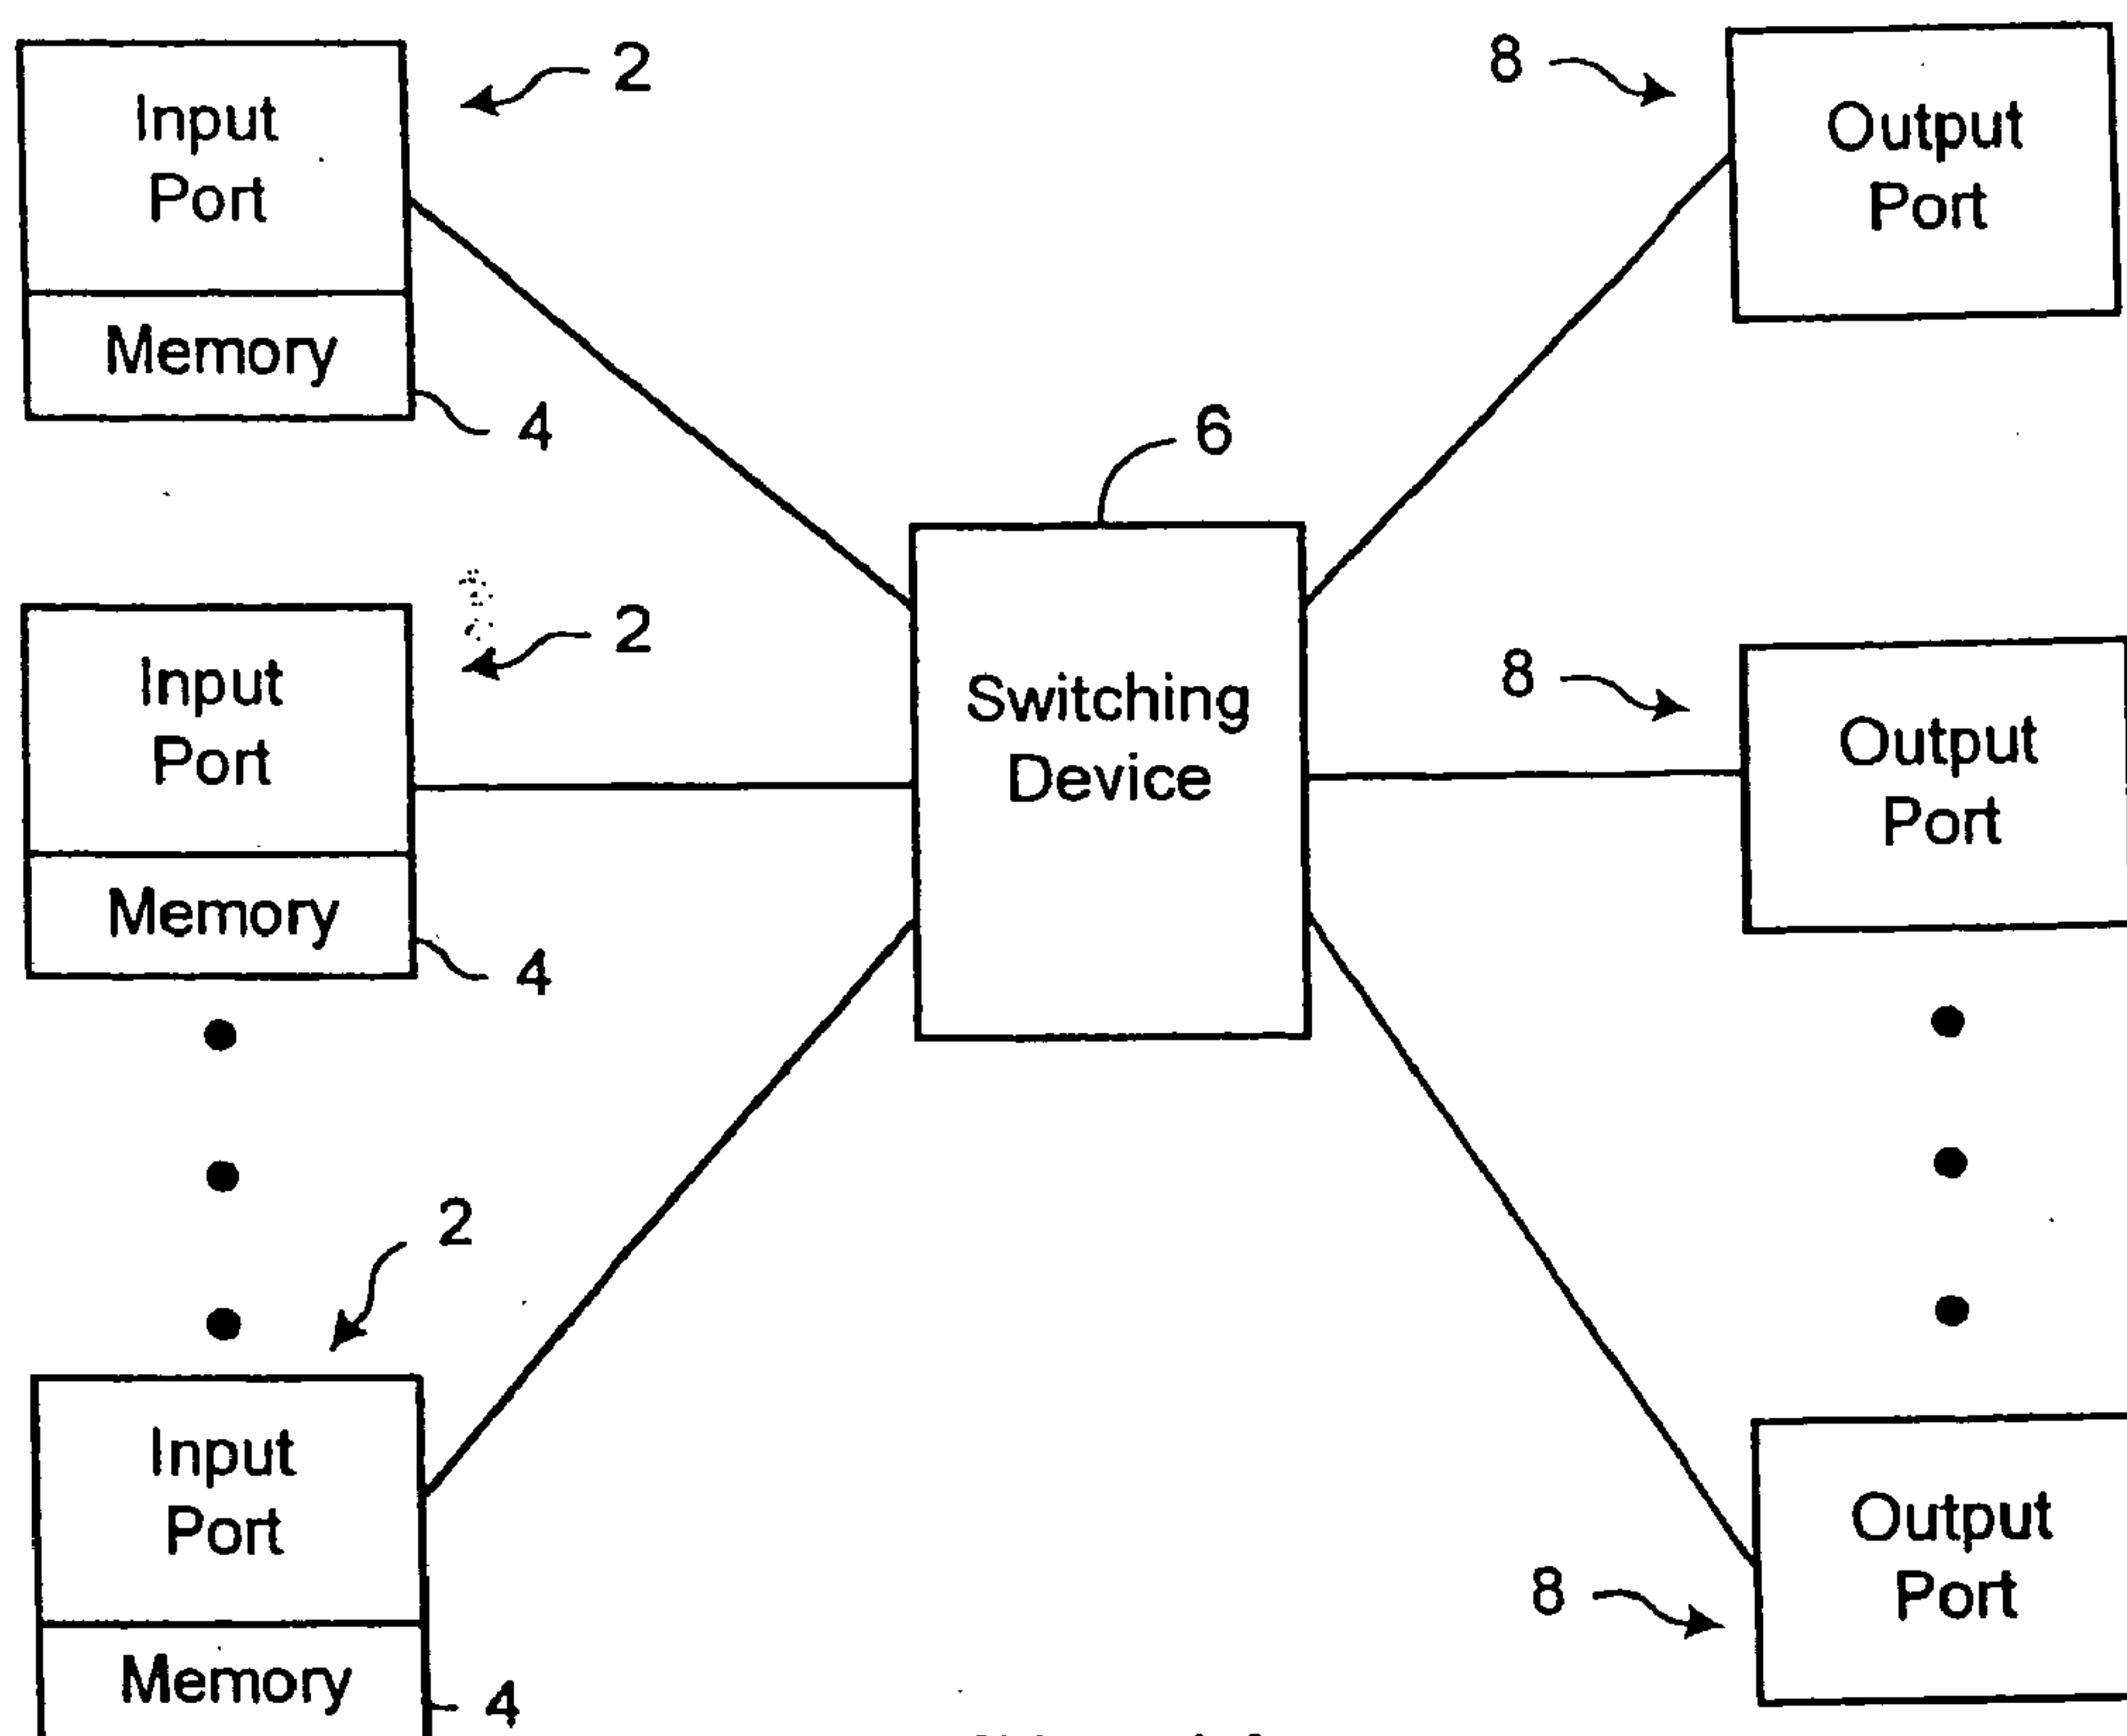 2
8
Input
Port
Output
Port
Memory
4
6
2
Input
Port
8
Switching
Device
Output
Port
Memory
4
2
Input
Port
Output
Port
8
Memory
4